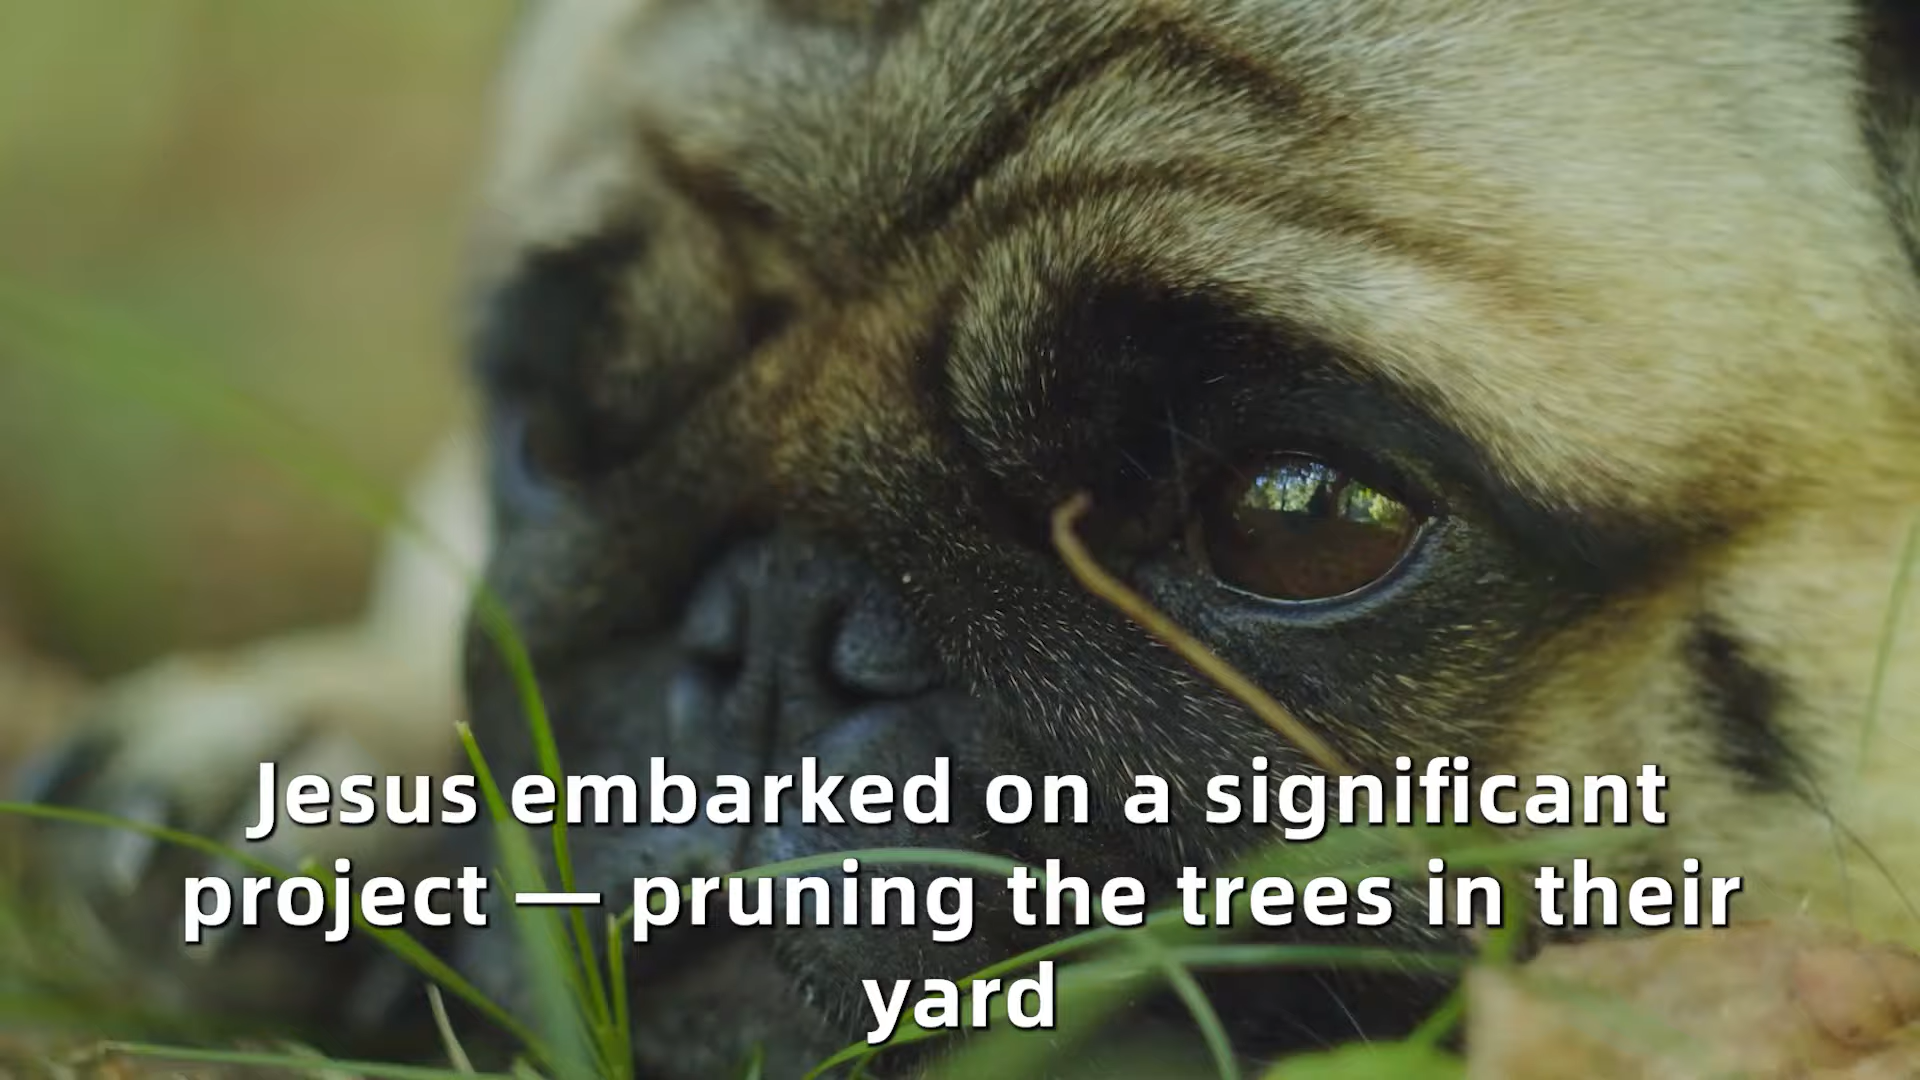 Jesus embarked on a significant
project — pruning the trees in their
yard